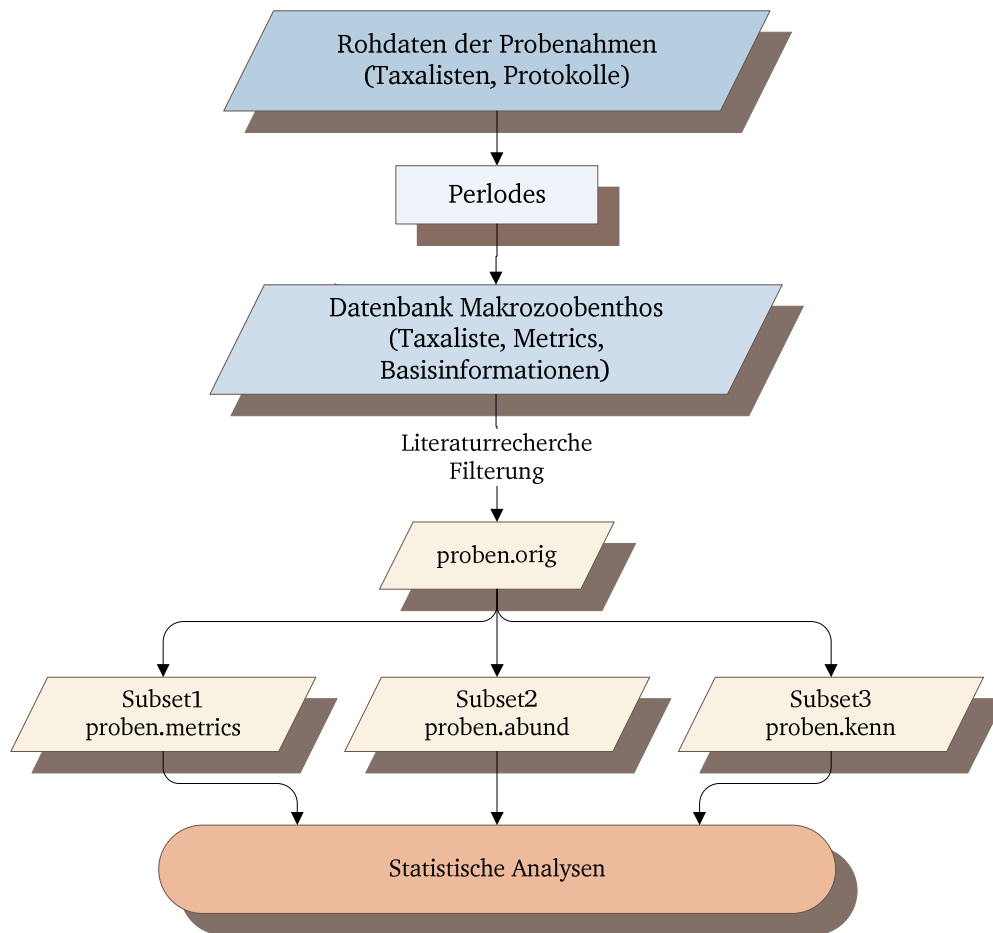 Rohdaten der Probenahmen
(Taxalisten, Protokolle)
Perlodes
Datenbank Makrozoobenthos
(Taxaliste, Metrics,
Basisinformationen)
Literaturrecherche
Filterung
proben.orig
Subset1
proben.metrics
Subset2
proben.abund
Subset3
proben.kenn
Statistische Analysen